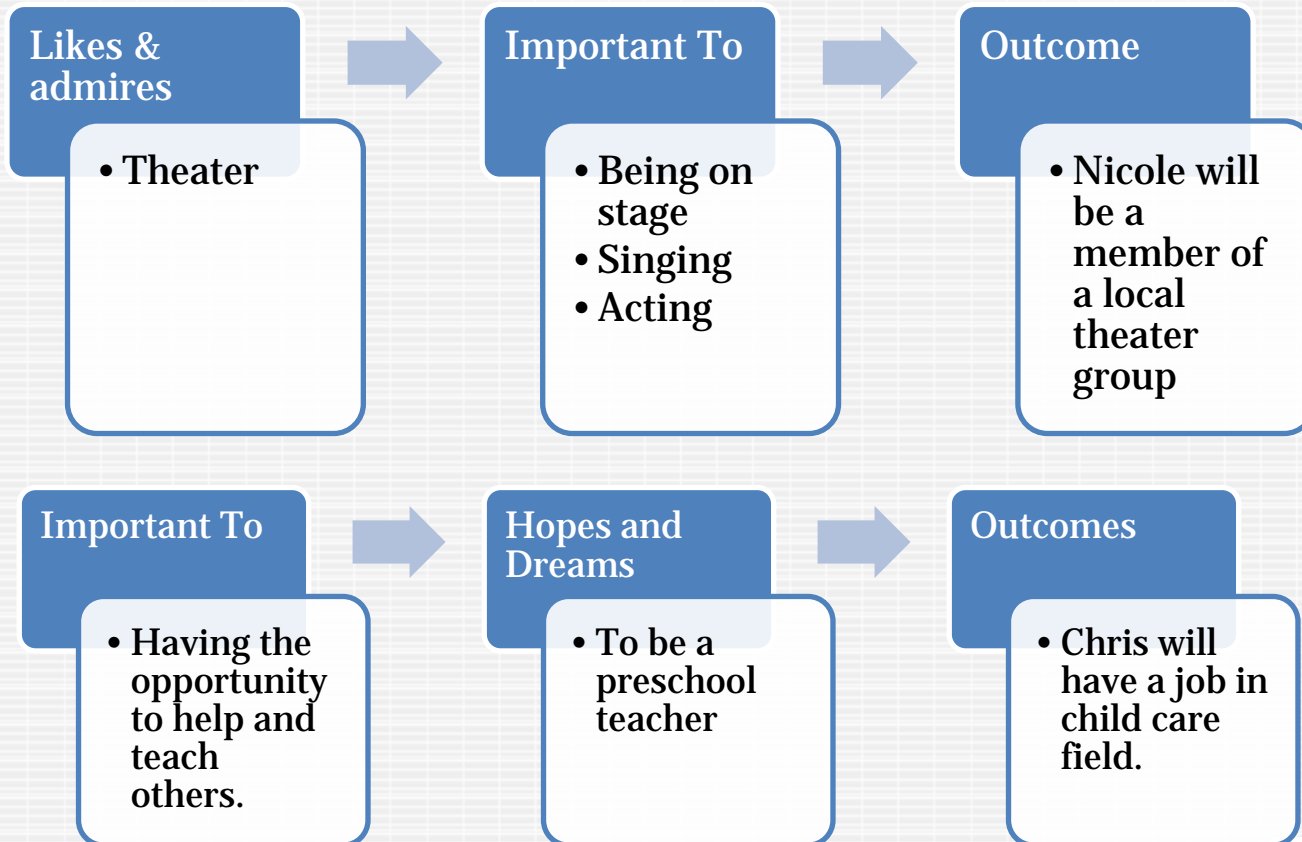 Likes &
admires
• Theater
Important To
• Being on
stage
• Singing
• Acting
Outcome
• Nicole will
be a
member of
a local
theater
group
Important To
• Having the
opportunity
to help and
teach
others.
Hopes and
Dreams
• To be a
preschool
teacher
Outcomes
• Chris will
have a job in
child care
field.